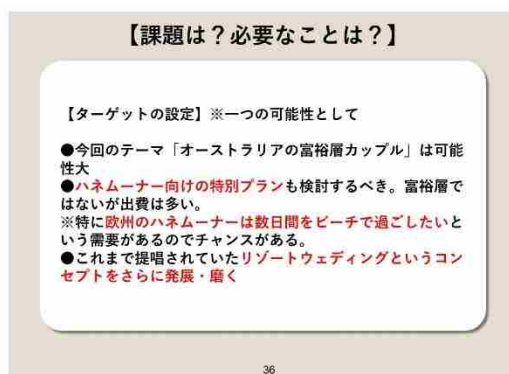 【課題は？必要なことは？】
【ターゲットの設定】※一つの可能性として
●今回のテーマ「オーストラリアの富裕層カップル」は可能
性大
●ハネムーナー向けの特別プランも検討するべき。富裕層で
はないが出費は多い。
※特に欧州のハネムーナーは数日間をビーチで過ごしたいと
いう需要があるのでチャンスがある。
●これまで提唱されていたリゾートウェディングというコン
セプトをさらに発展・磨く
36